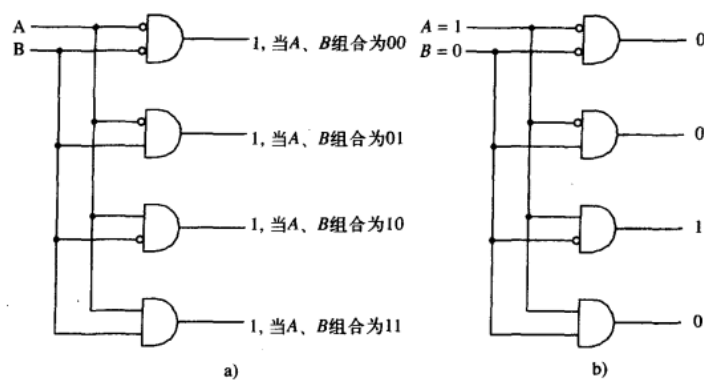 A
B
1, 当A、B组合为00
1, 当A、B组合为01
1, 当A、B组合为10
1, 当A、B组合为11
a)
A = 1
B = 0
0
0
1
0
b)